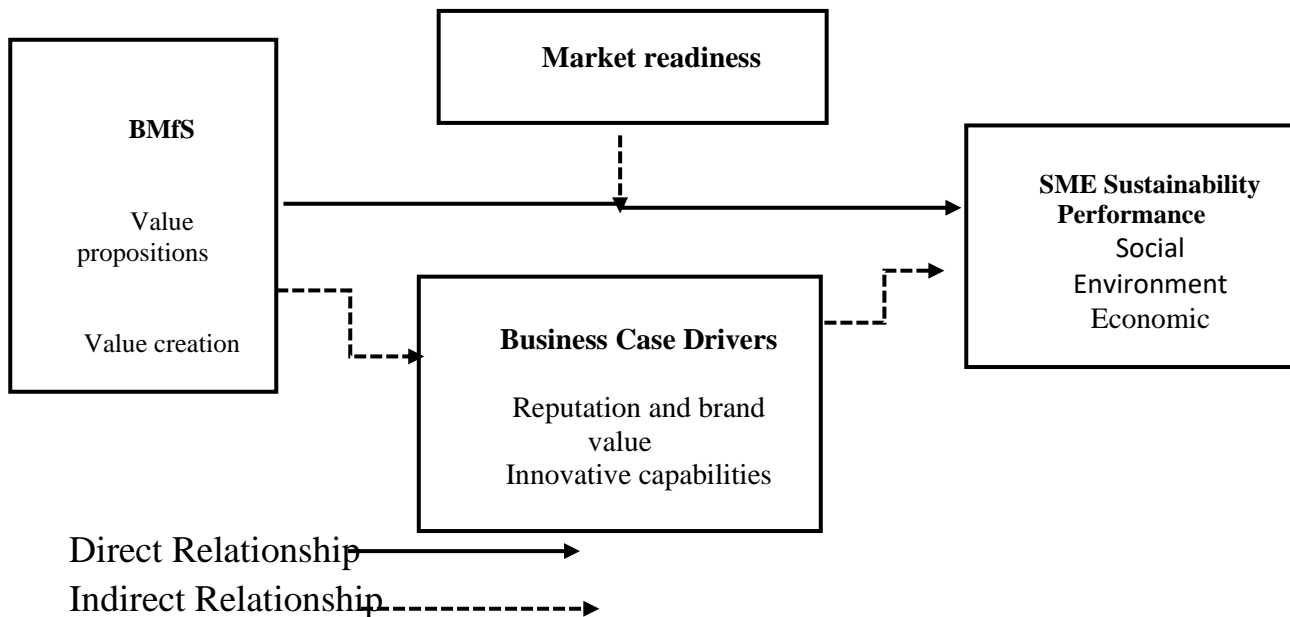 Market readiness
BMfS
Value
propositions
Value creation
SME Sustainability
Performance
Social
Environment
Economic
Business Case Drivers
Reputation and brand
value
Innovative capabilities
Direct Relationship
Indirect Relationship